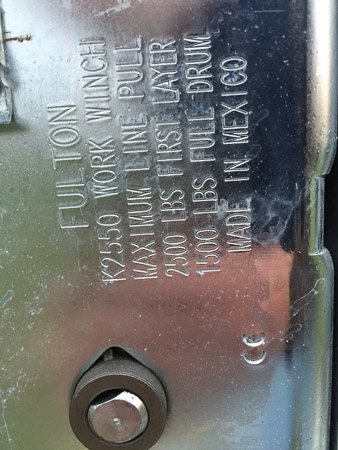 FULTON
K2550 WORK WINCH
MAXIMUM LINE PULL
2500 LBS FIRST LAYER
1500 LBS FULL DRUM
MADE IN MEXICO
CE